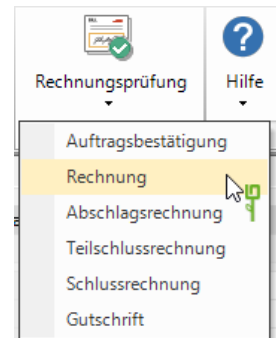 Rechnungsprüfung
Hilfe
Auftragsbestätigung
Rechnung
Abschlagsrechnung
Teilschlussrechnung
Schlussrechnung
Gutschrift